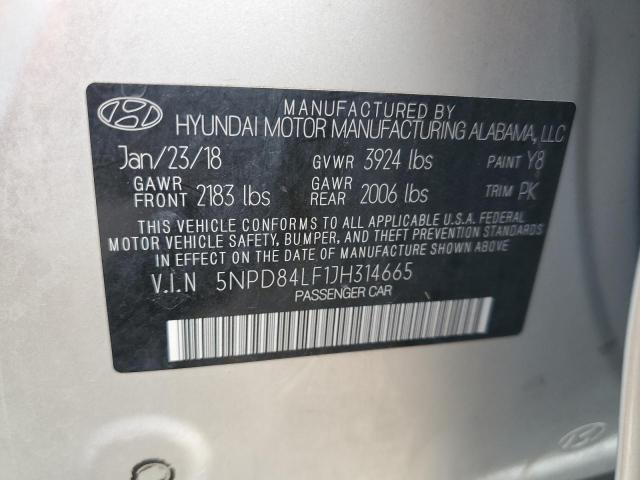 MANUFACTURED BY
HYUNDAI MOTOR MANUFACTURING ALABAMA, LLC
Jan/23/18 GVWR 3924 lbs PAINT Y8
GAWR FRONT 2183 lbs GAWR REAR 2006 lbs TRIM PK
THIS VEHICLE CONFORMS TO ALL APPLICABLE U.S.A. FEDERAL
MOTOR VEHICLE SAFETY, BUMPER, AND THEFT PREVENTION STANDARDS
IN EFFECT ON THE DATE OF MANUFACTURE SHOWN ABOVE.
V.I.N 5NPD84LF1JH314665
PASSENGER CAR